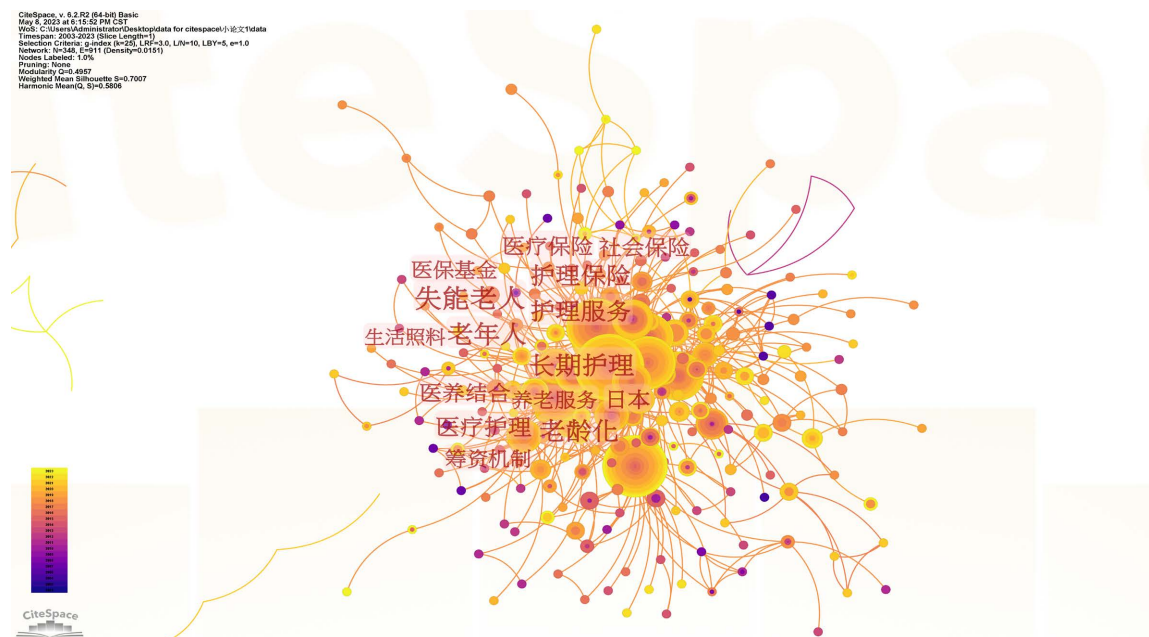 CiteSpace, v. 6.2.R2 (64-bit) Basic
May 8, 2023 at 6:15:52 PM CST
WoS: C:\Users\Administrator\Desktop\data for citespace\小论文1\data
Timespan: 2003-2023 (Slice Length=1)
Selection Criteria: g-index (k=25), LRF=3.0, L/N=10, LBY=5, e=1.0
Network: N=348, E=911 (Density=0.0151)
Nodes Labeled: 1.0%
Pruning: None
Modularity Q=0.4957
Weighted Mean Silhouette S=0.7007
Harmonic Mean(Q, S)=0.5806
医疗保险 社会保险
医保基金 护理保险
失能老人 护理服务
生活照料 老年人
长期护理
医养结合 养老服务 日本
医疗护理 老龄化
筹资机制
CiteSpace